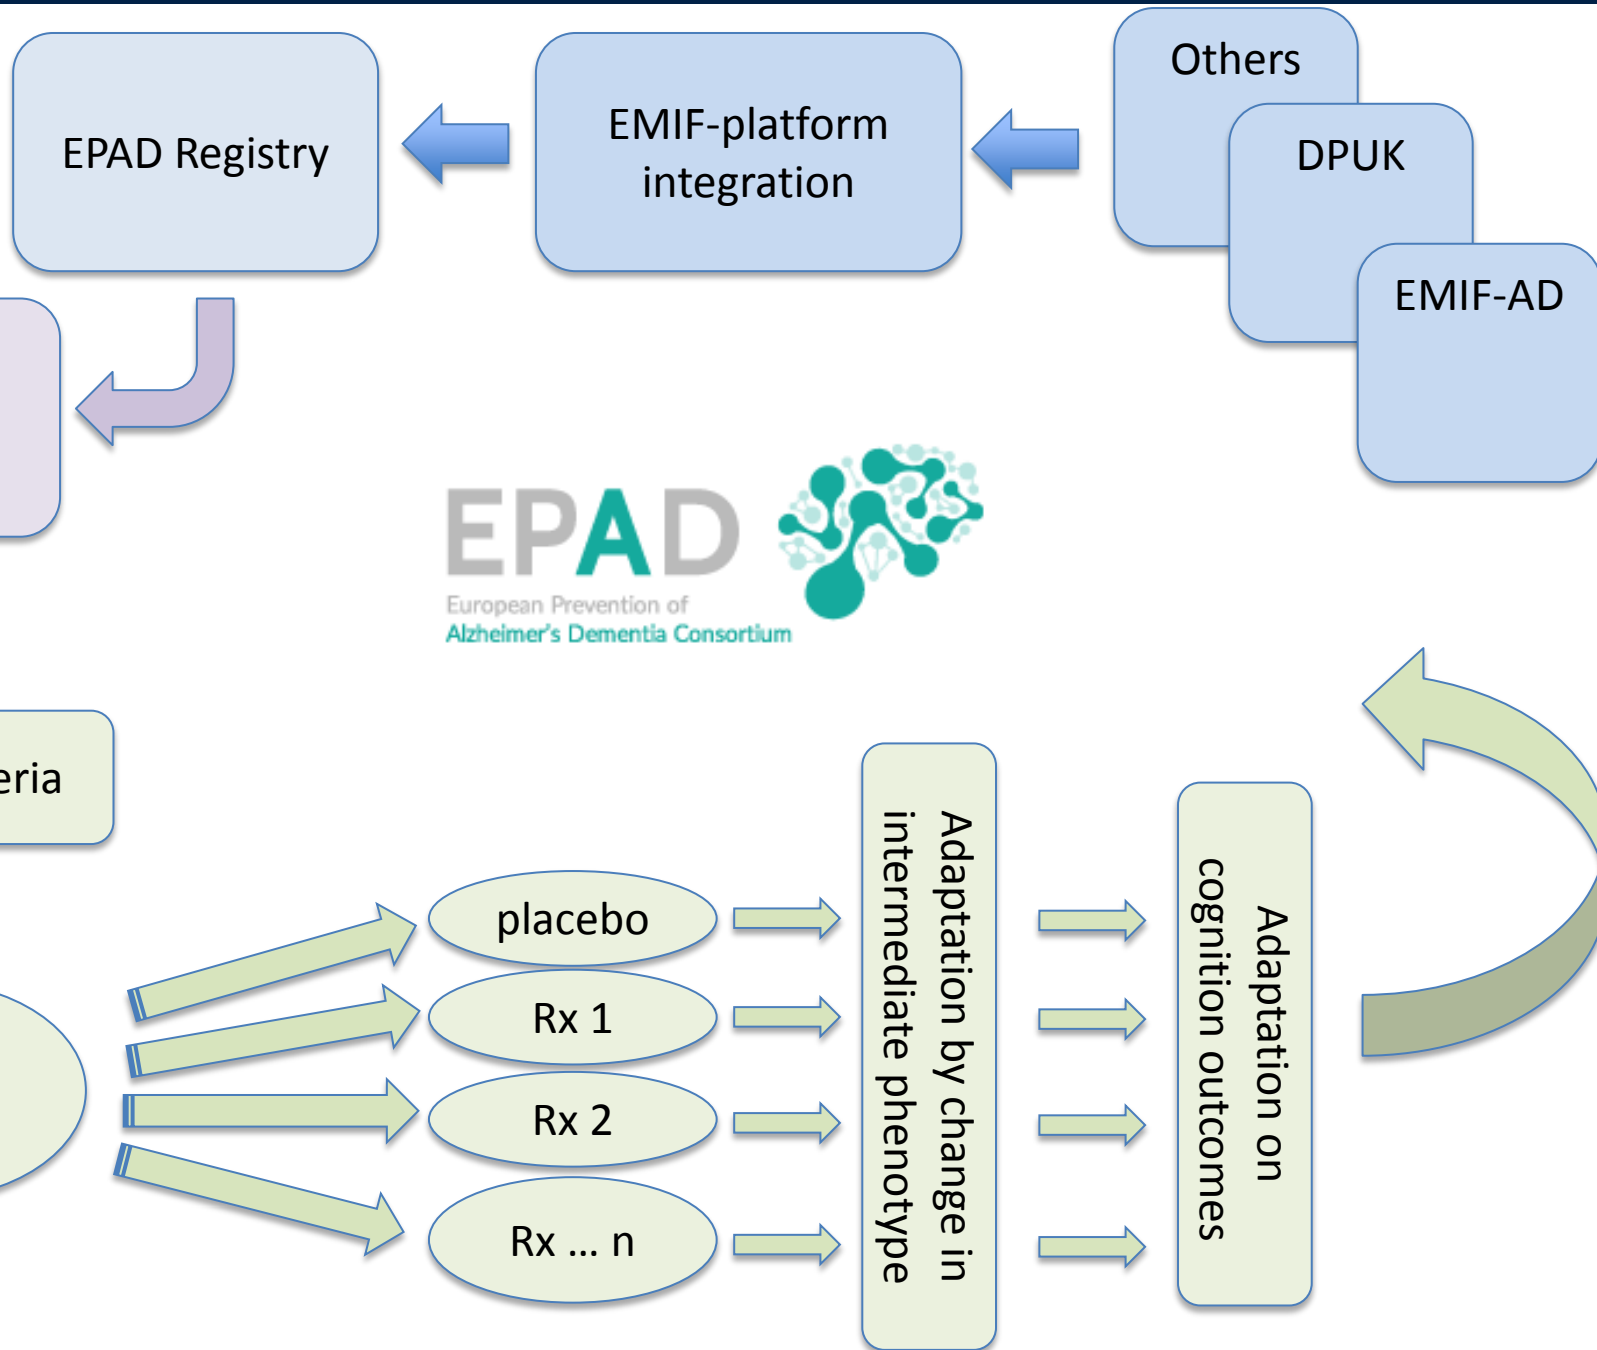 Others
EPAD Registry
EMIF-platform
integration
DPUK
EMIF-AD
EPAD
European Prevention of
Alzheimer's Dementia Consortium
eria
placebo
Rx 1
Rx 2
Rx ... n
Adaptation by change in
intermediate phenotype
Adaptation on
cognition outcomes